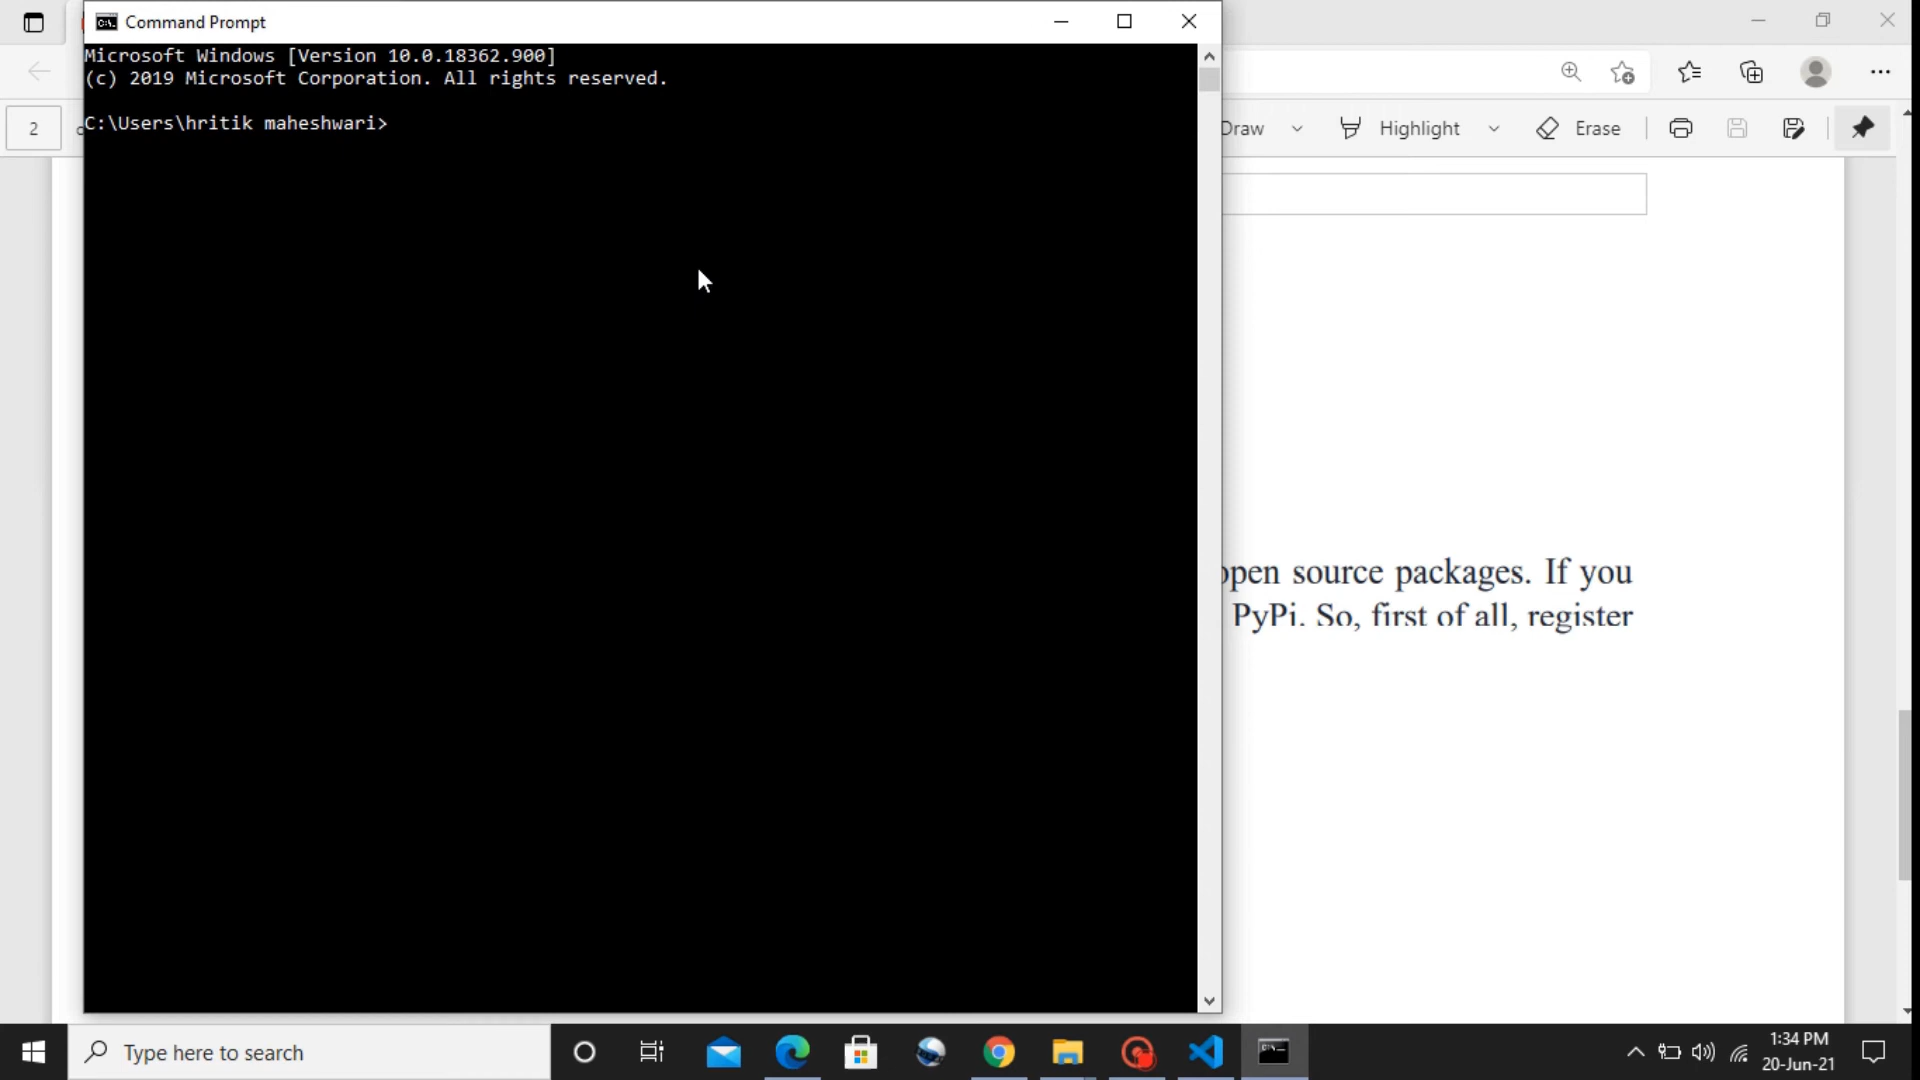 Command Prompt
Microsoft Windows [Version 10.0.18362.900]
(c) 2019 Microsoft Corporation. All rights reserved.
C:\Users\hritik maheshwari>
2
Draw
Highlight
Erase
open source packages. If you
PyPi. So, first of all, register
Type here to search
1:34 PM
20-Jun-21